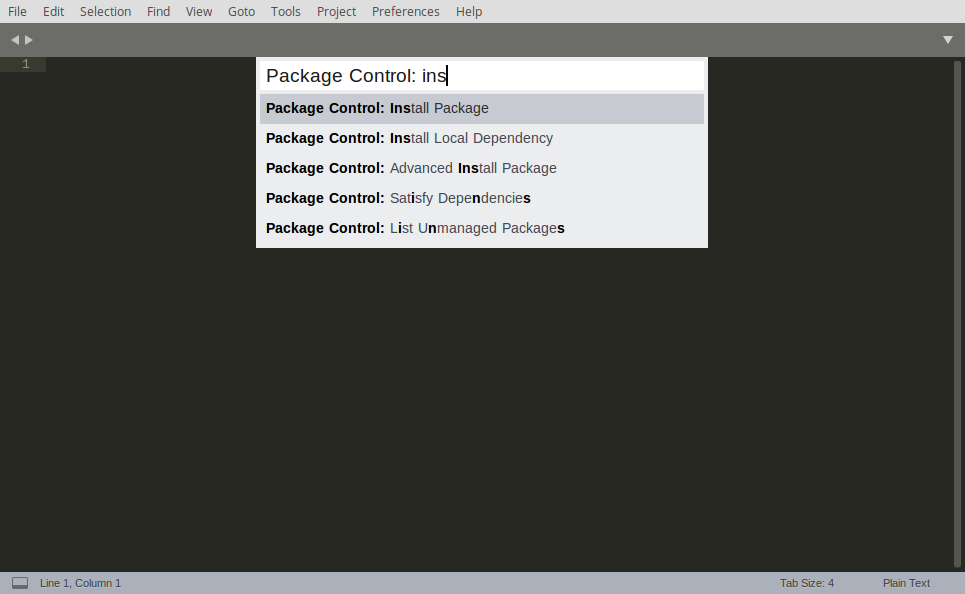 File Edit Selection Find View Goto Tools Project Preferences Help
1
Package Control: ins
Package Control: Install Package
Package Control: Install Local Dependency
Package Control: Advanced Install Package
Package Control: Satisfy Dependencies
Package Control: List Unmanaged Packages
Line 1, Column 1 Tab Size: 4 Plain Text